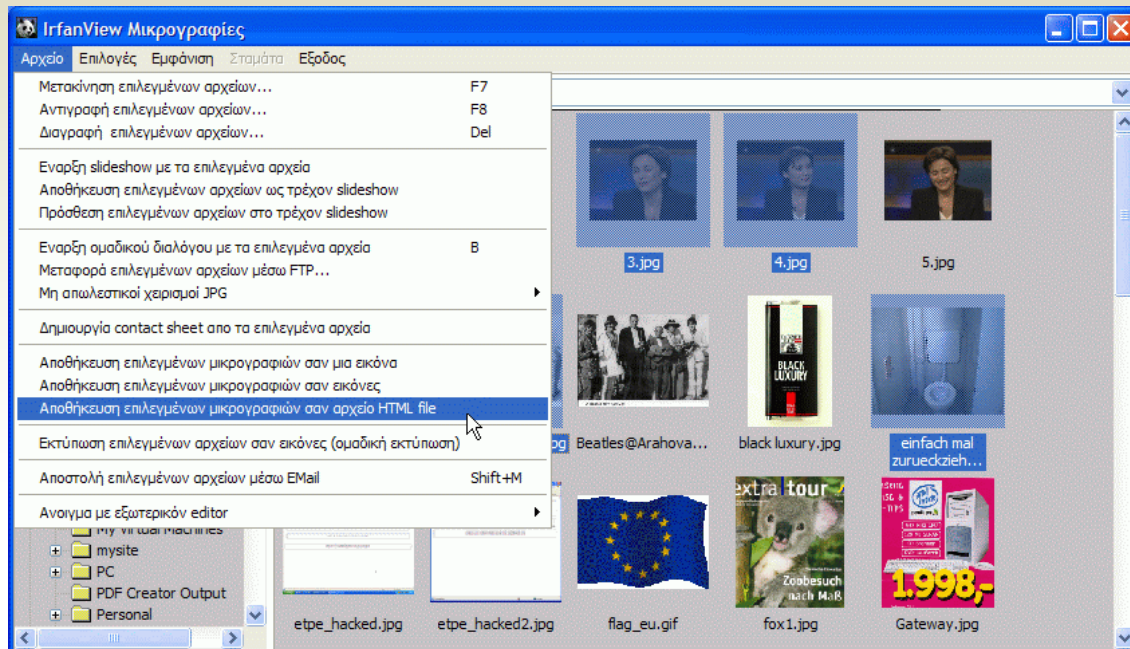 IrfanView Μικρογραφίες
Αρχείο Επιλογές Εμφάνιση Σταμάτα Εξοδος
Μετακίνηση επιλεγμένων αρχείων... F7
Αντιγραφή επιλεγμένων αρχείων... F8
Διαγραφή επιλεγμένων αρχείων... Del
Εναρξη slideshow με τα επιλεγμένα αρχεία
Αποθήκευση επιλεγμένων αρχείων ως τρέχον slideshow
Πρόσθεση επιλεγμένων αρχείων στο τρέχον slideshow
Εναρξη ομαδικού διαλόγου με τα επιλεγμένα αρχεία B
Μεταφορά επιλεγμένων αρχείων μέσω FTP...
Μη απωλεστικοί χειρισμοί JPG
Δημιουργία contact sheet απο τα επιλεγμένα αρχεία
Αποθήκευση επιλεγμένων μικρογραφιών σαν μια εικόνα
Αποθήκευση επιλεγμένων μικρογραφιών σαν εικόνες
Αποθήκευση επιλεγμένων μικρογραφιών σαν αρχείο HTML file
Εκτύπωση επιλεγμένων αρχείων σαν εικόνες (ομαδική εκτύπωση)
Αποστολή επιλεγμένων αρχείων μέσω EMail Shift+M
Ανοιγμα με εξωτερικόν editor
My Virtual Machines
mysite
PC
PDF Creator Output
Personal
3.jpg 4.jpg 5.jpg
BLACK
LUXURY
Beatles@Arahova... black luxury.jpg einfach mal
zurueckzieh...
extra tour
Zoobesuch
nach Maß
1.998,-
etpe_hacked.jpg etpe_hacked2.jpg flag_eu.gif fox1.jpg Gateway.jpg